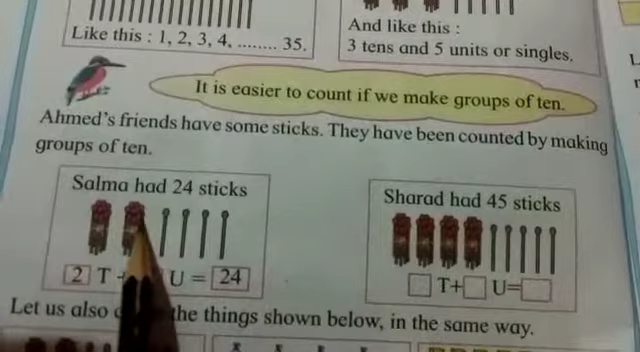 Like this : 1, 2, 3, 4, ........ 35.
And like this :
3 tens and 5 units or singles.
It is easier to count if we make groups of ten.
Ahmed's friends have some sticks. They have been counted by making
groups of ten.
Salma had 24 sticks
2 T + U = 24
Sharad had 45 sticks
T+ U=
Let us also the things shown below, in the same way.